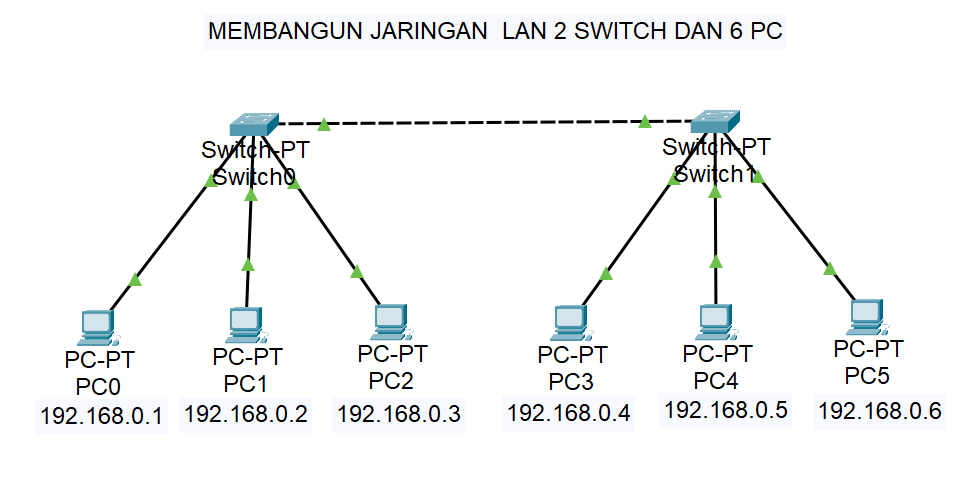 MEMBANGUN JARINGAN  LAN 2 SWITCH DAN 6 PC
Switch-PT
Switch0
Switch-PT
Switch1
PC-PT
PC0
192.168.0.1
PC-PT
PC1
192.168.0.2
PC-PT
PC2
192.168.0.3
PC-PT
PC3
192.168.0.4
PC-PT
PC4
192.168.0.5
PC-PT
PC5
192.168.0.6